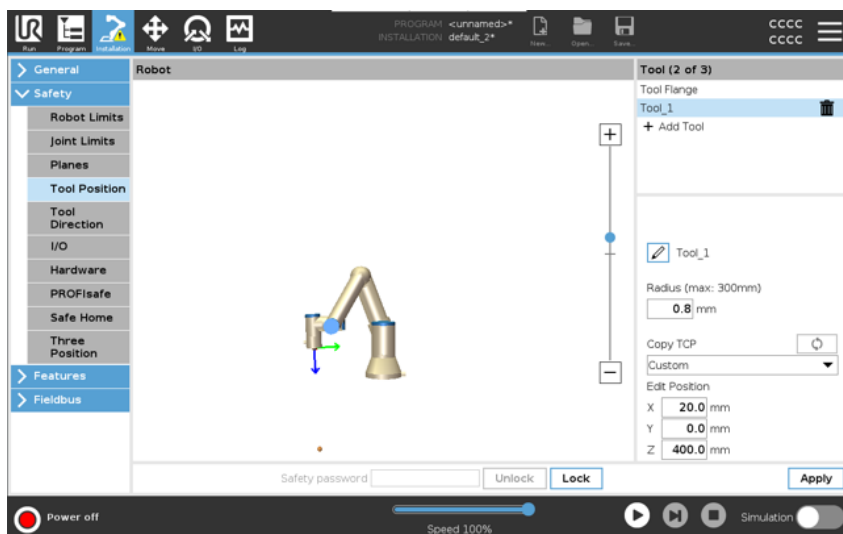 PROGRAM <unnamed>*
INSTALLATION default_2*
CCCC
CCCC
Run
Program
Installation
Move
I/O
Log
New...
Open...
Save...
General
Safety
Robot Limits
Joint Limits
Planes
Tool Position
Tool
Direction
I/O
Hardware
PROFIsafe
Safe Home
Three
Position
Features
Fieldbus
Robot
Tool (2 of 3)
Tool Flange
Tool_1
+ Add Tool
Tool_1
Radius (max: 300mm)
0.8 mm
Copy TCP
Custom
Edit Position
X 20.0 mm
Y 0.0 mm
Z 400.0 mm
Safety password
Unlock
Lock
Apply
Power off
Speed 100%
Simulation